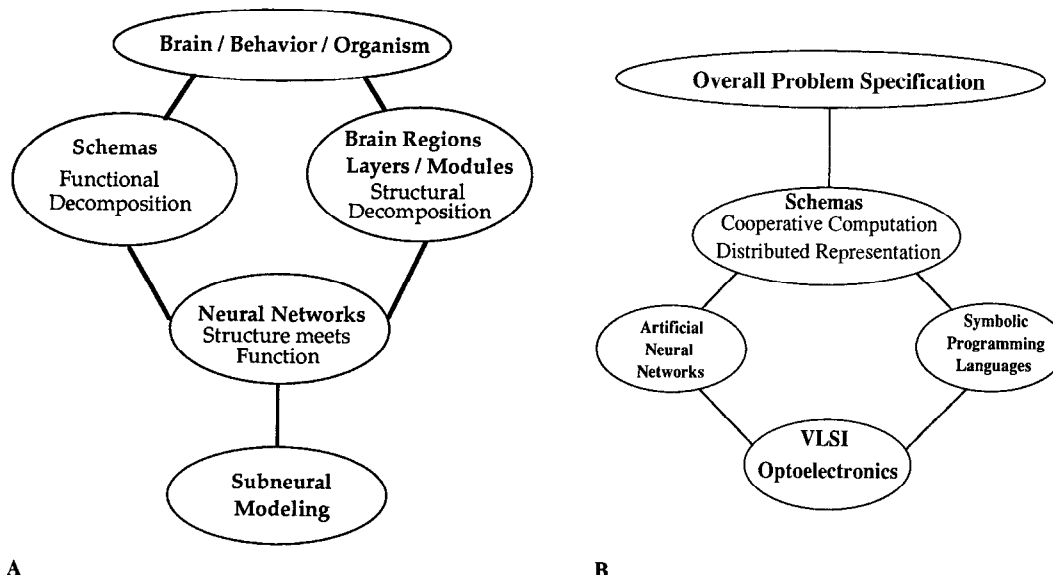 Brain / Behavior / Organism
Schemas
Functional
Decomposition
Brain Regions
Layers / Modules
Structural
Decomposition
Neural Networks
Structure meets
Function
Subneural
Modeling
A
Overall Problem Specification
Schemas
Cooperative Computation
Distributed Representation
Artificial
Neural
Networks
Symbolic
Programming
Languages
VLSI
Optoelectronics
B